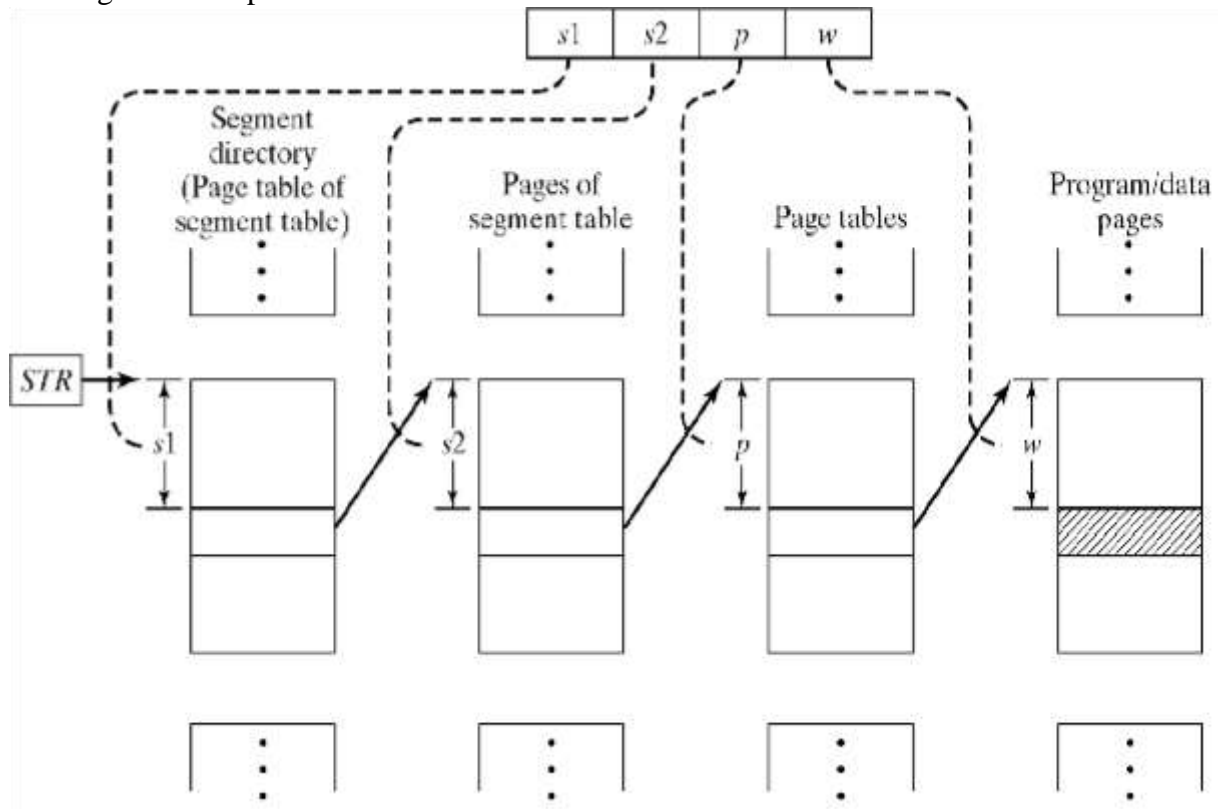 s1 s2 p w
Segment
directory
(Page table of
segment table)
Pages of
segment table
Page tables
Program/data
pages
STR
s1
s2
p
w